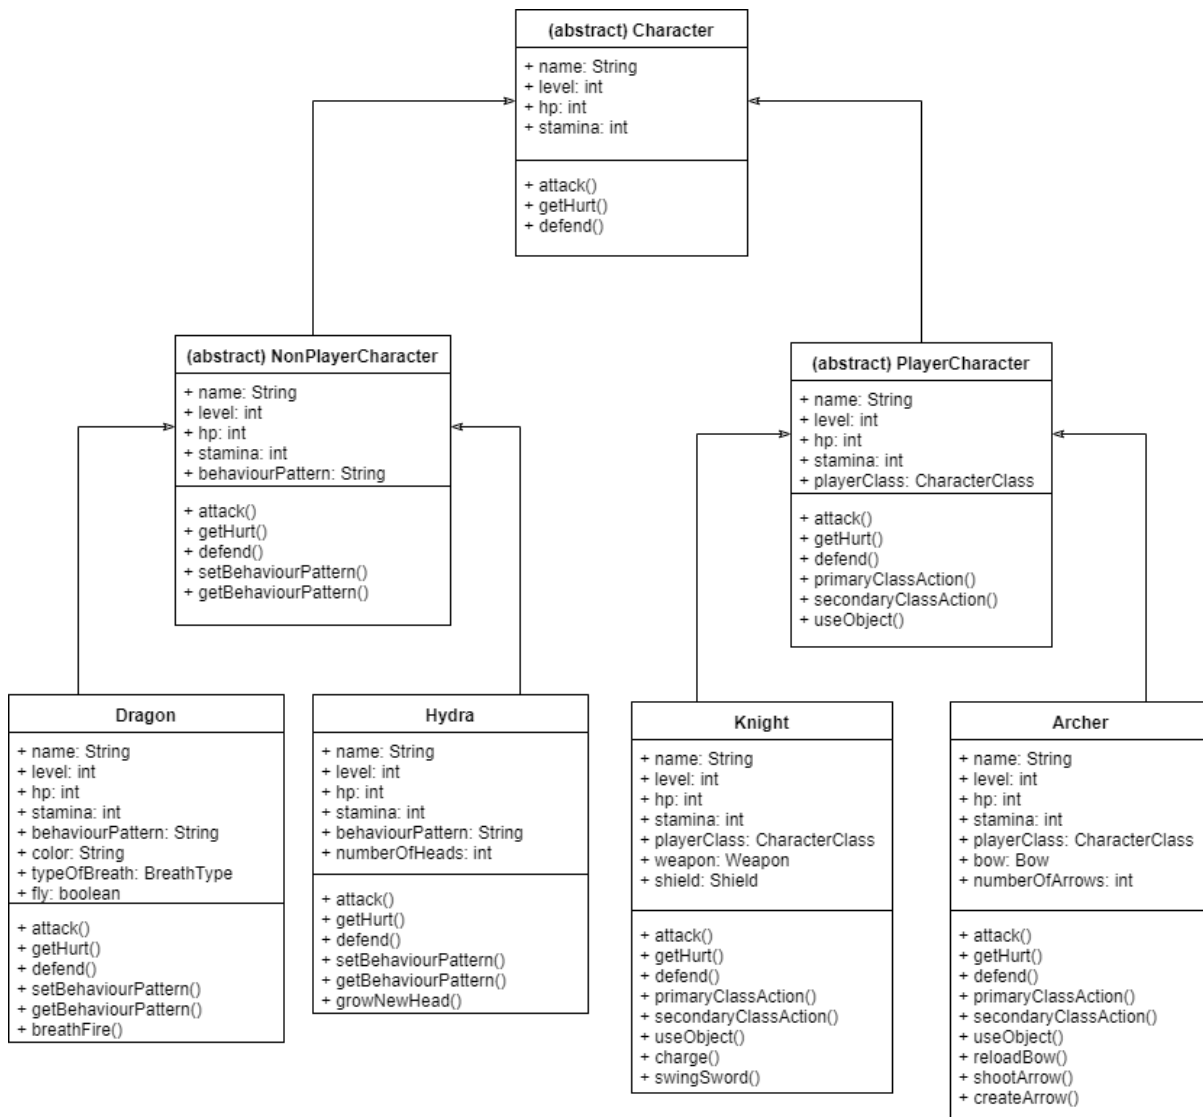 (abstract) Character
+ name: String
+ level: int
+ hp: int
+ stamina: int
+ attack()
+ getHurt()
+ defend()
(abstract) NonPlayerCharacter
+ name: String
+ level: int
+ hp: int
+ stamina: int
+ behaviourPattern: String
+ attack()
+ getHurt()
+ defend()
+ setBehaviourPattern()
+ getBehaviourPattern()
(abstract) PlayerCharacter
+ name: String
+ level: int
+ hp: int
+ stamina: int
+ playerClass: CharacterClass
+ attack()
+ getHurt()
+ defend()
+ primaryClassAction()
+ secondaryClassAction()
+ useObject()
Dragon
+ name: String
+ level: int
+ hp: int
+ stamina: int
+ behaviourPattern: String
+ color: String
+ typeOfBreath: BreathType
+ fly: boolean
+ attack()
+ getHurt()
+ defend()
+ setBehaviourPattern()
+ getBehaviourPattern()
+ breathFire()
Hydra
+ name: String
+ level: int
+ hp: int
+ stamina: int
+ behaviourPattern: String
+ numberOfHeads: int
+ attack()
+ getHurt()
+ defend()
+ setBehaviourPattern()
+ getBehaviourPattern()
+ growNewHead()
Knight
+ name: String
+ level: int
+ hp: int
+ stamina: int
+ playerClass: CharacterClass
+ weapon: Weapon
+ shield: Shield
+ attack()
+ getHurt()
+ defend()
+ primaryClassAction()
+ secondaryClassAction()
+ useObject()
+ charge()
+ swingSword()
Archer
+ name: String
+ level: int
+ hp: int
+ stamina: int
+ playerClass: CharacterClass
+ bow: Bow
+ numberOfArrows: int
+ attack()
+ getHurt()
+ defend()
+ primaryClassAction()
+ secondaryClassAction()
+ useObject()
+ reloadBow()
+ shootArrow()
+ createArrow()